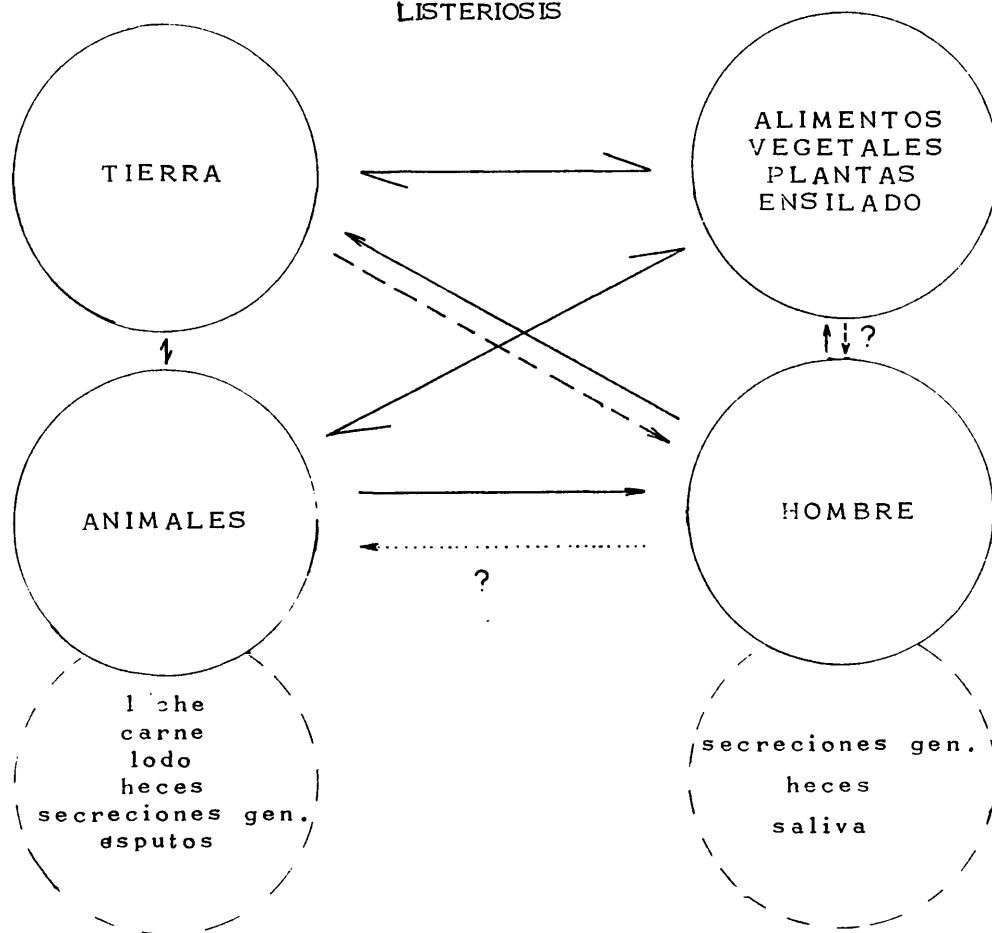 LISTERIOSIS
TIERRA
ALIMENTOS
VEGETALES
PLANTAS
ENSILADO
?
ANIMALES
HOMBRE
?
carne
lodo
heces
secreciones gen.
esputos
secreciones gen.
heces
saliva